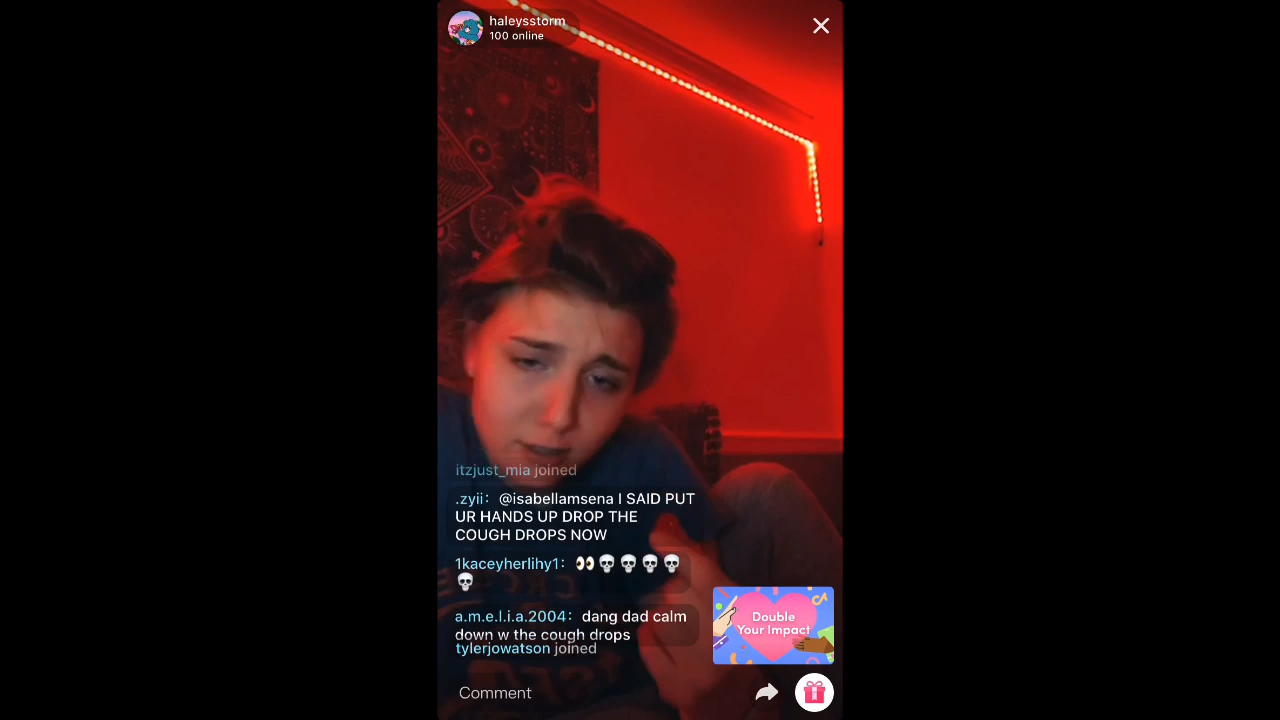 haleysstorm
100 online
itzjust_mia joined
.zyii: @isabellamsena I SAID PUT
UR HANDS UP DROP THE
COUGH DROPS NOW
1kaceyherlihy1: 👀💀💀💀💀
💀
a.m.e.l.i.a.2004: dang dad calm
down w the cough drops
tylerjowatson joined
Double
Your Impact
Comment